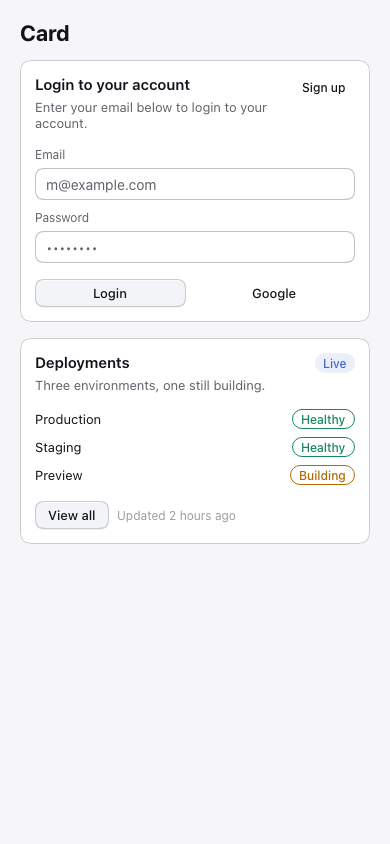 Card
Login to your account
Sign up
Enter your email below to login to your
account.
Email
m@example.com
Password
••••••••
Login
Google
Deployments
Live
Three environments, one still building.
Production
Healthy
Staging
Healthy
Preview
Building
View all
Updated 2 hours ago